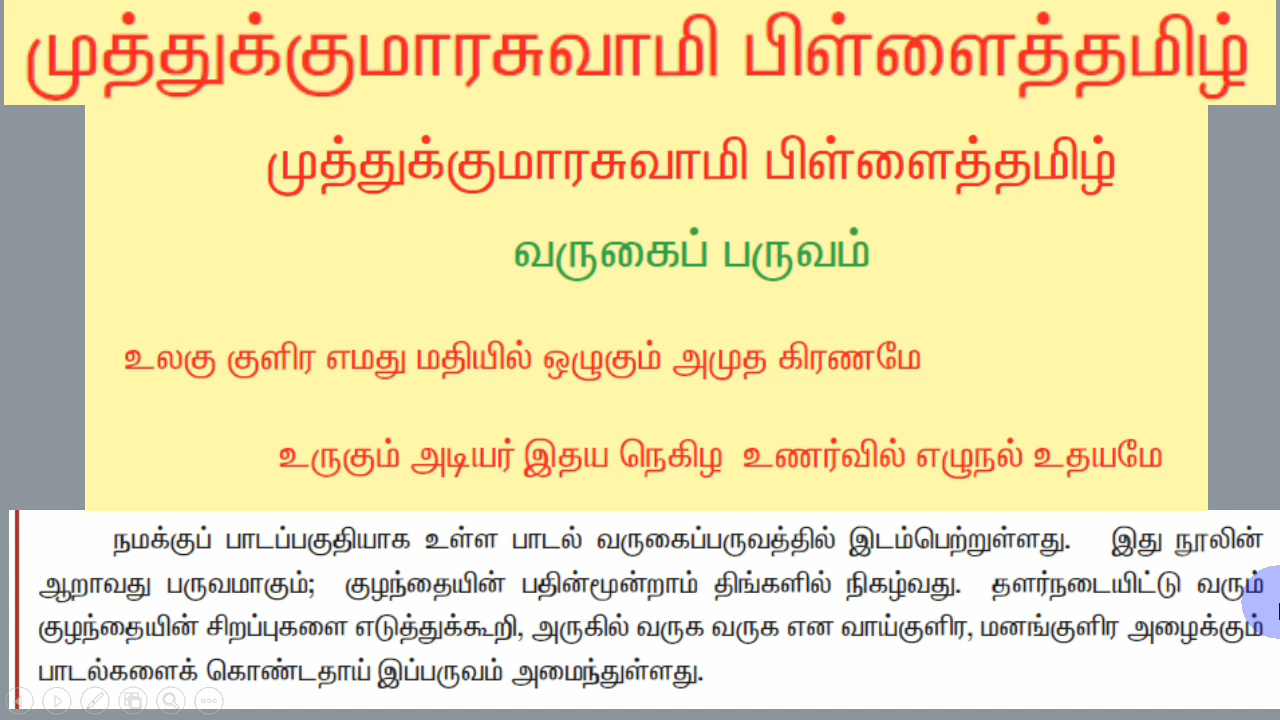 முத்துக்குமாரசுவாமி பிள்ளைத்தமிழ்
முத்துக்குமாரசுவாமி பிள்ளைத்தமிழ்
வருகைப் பருவம்
உலகு குளிர எமது மதியில் ஒழுகும் அமுத கிரணமே
உருகும் அடியர் இதய நெகிழ உணர்வில் எழுநல் உதயமே
நமக்குப் பாடப்பகுதியாக உள்ள பாடல் வருகைப்பருவத்தில் இடம்பெற்றுள்ளது. இது நூலின்
ஆறாவது பருவமாகும்; குழந்தையின் பதின்மூன்றாம் திங்களில் நிகழ்வது. தளர்நடையிட்டு வரும்
குழந்தையின் சிறப்புகளை எடுத்துக்கூறி, அருகில் வருக வருக என வாய்குளிர, மனங்குளிர அழைக்கும்
பாடல்களைக் கொண்டதாய் இப்பருவம் அமைந்துள்ளது.